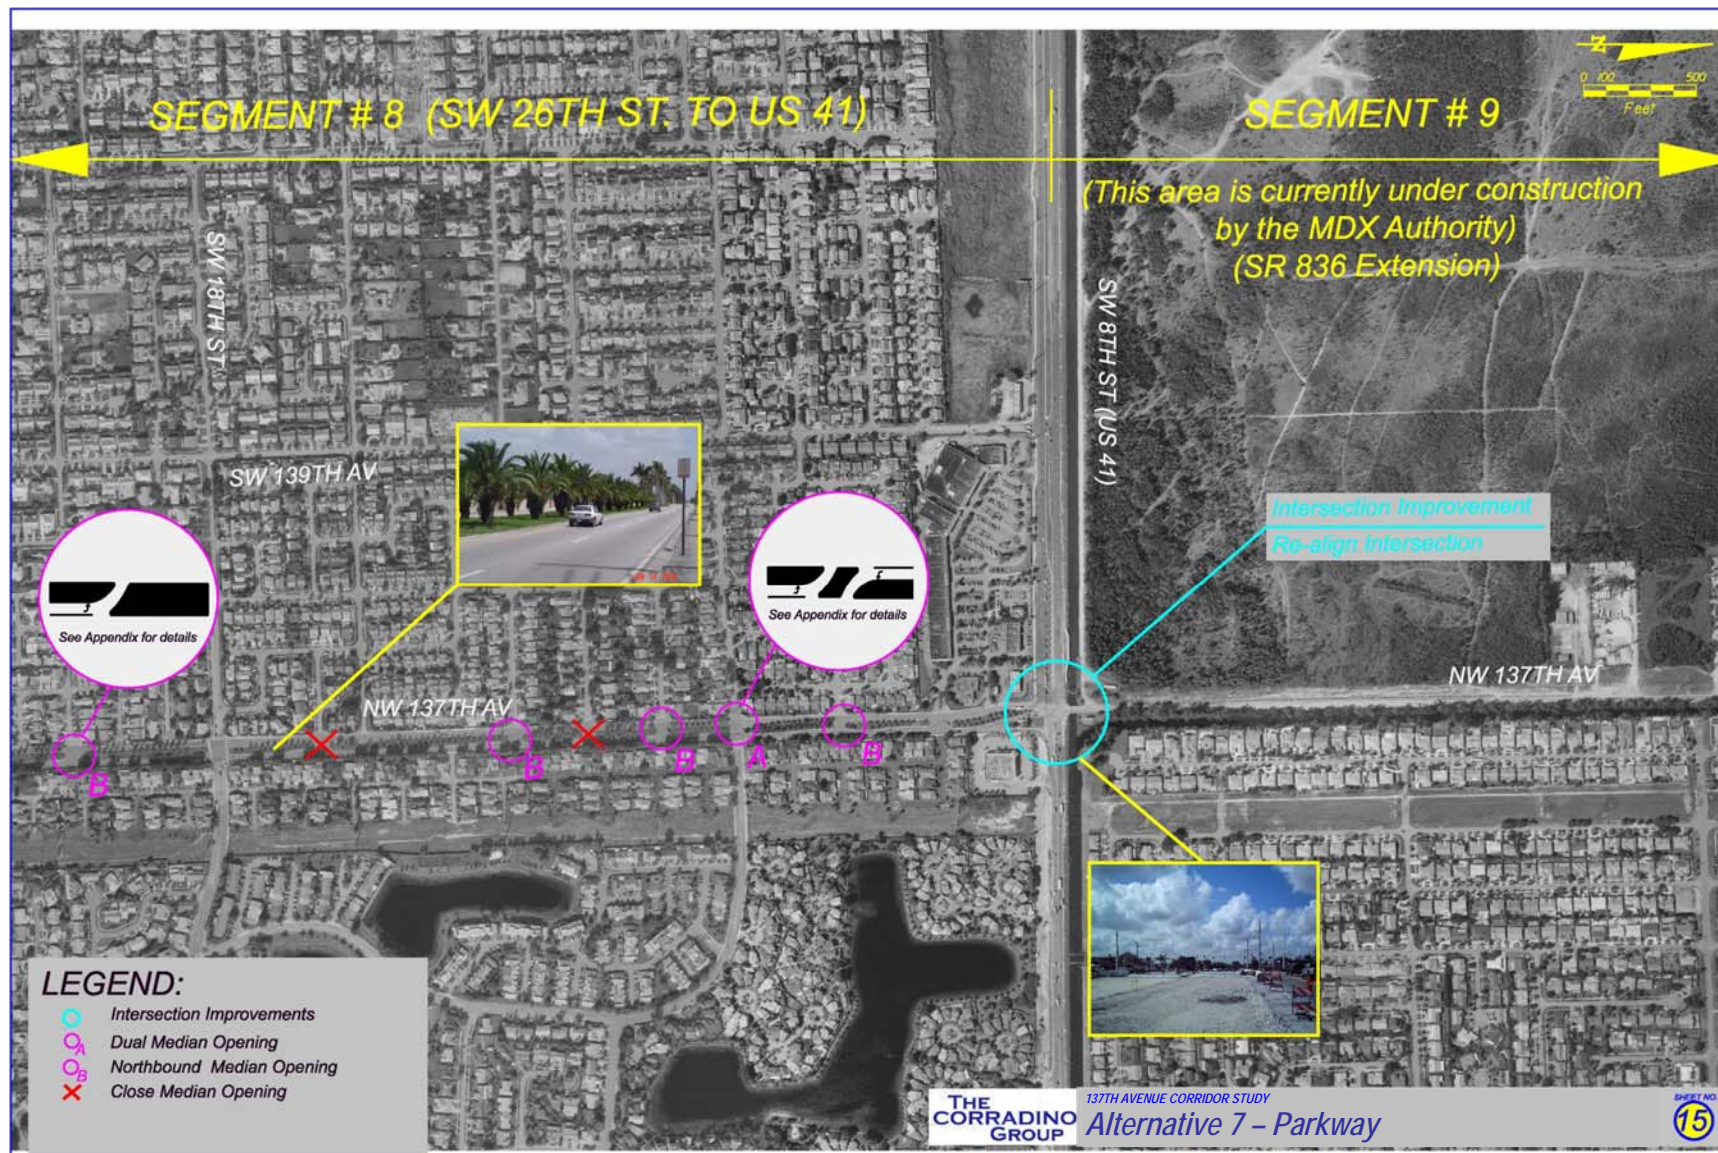 SEGMENT # 8 (SW 26TH ST. TO US 41)
SEGMENT # 9
(This area is currently under construction
by the MDX Authority)
(SR 836 Extension)
N
0 100 500
Feet
SW 18TH ST.
SW 8TH ST (US 41)
SW 139TH AV
Intersection Improvement
Re-align Intersection
See Appendix for details
See Appendix for details
NW 137TH AV
NW 137TH AV
B
B
B
A
B
LEGEND:
Intersection Improvements
A Dual Median Opening
B Northbound Median Opening
Close Median Opening
THE
CORRADINO
GROUP
137TH AVENUE CORRIDOR STUDY
Alternative 7 – Parkway
SHEET NO.
15